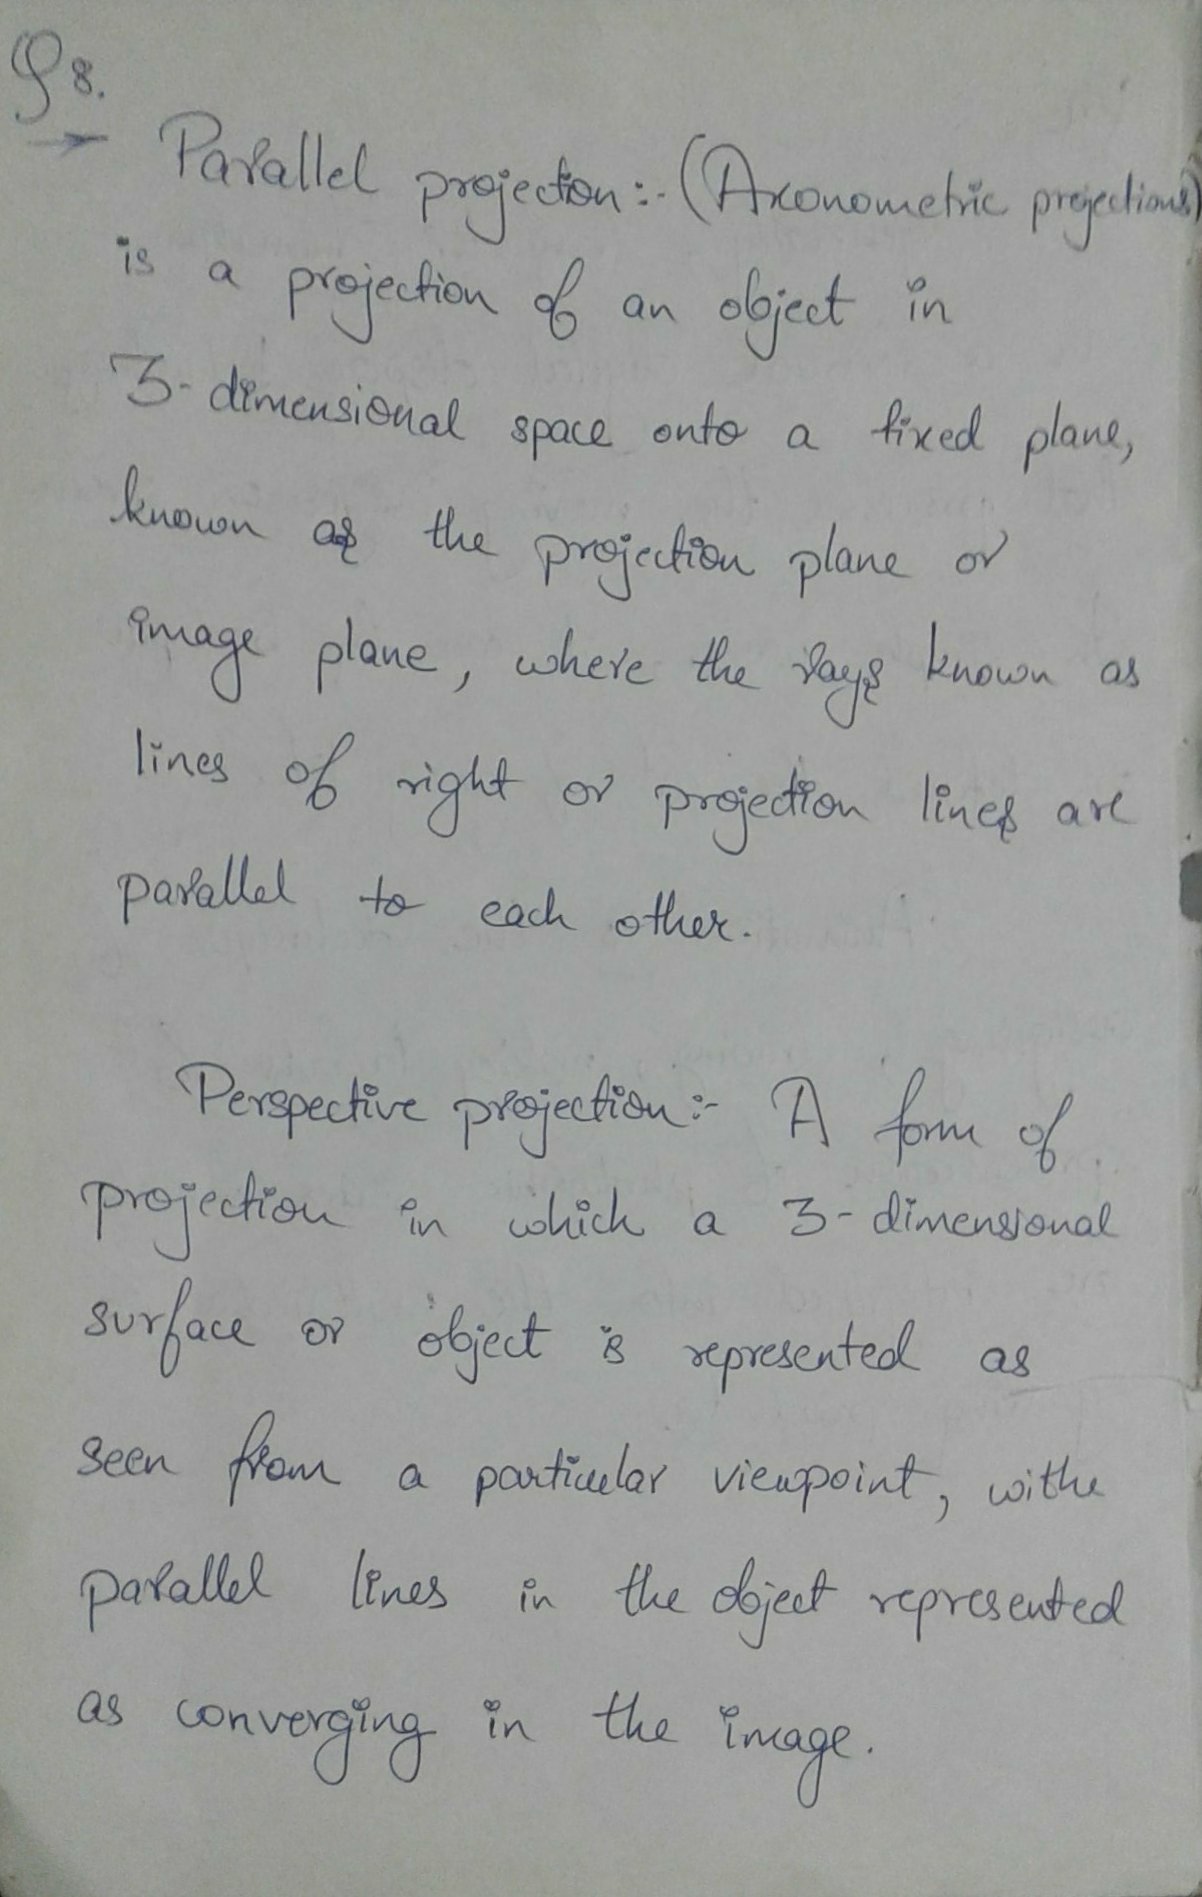 Q8.
→ Parallel projection:- (Axonometric projections)
is a projection of an object in
3-dimensional space onto a fixed plane,
known as the projection plane or
image plane, where the rays known as
lines of right or projection lines are
parallel to each other.
Perspective projection:- A form of
projection in which a 3-dimensional
surface or object is represented as
seen from a particular viewpoint, withe
parallel lines in the object represented
as converging in the image.